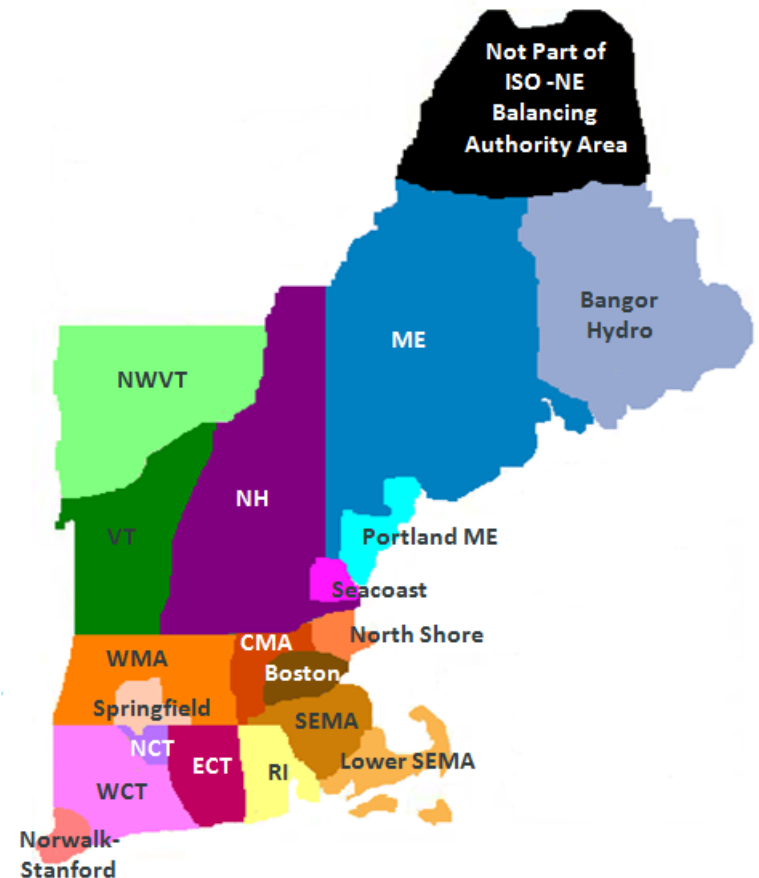 Not Part of
ISO -NE
Balancing
Authority Area
Bangor
Hydro
ME
NWVT
NH
VT
Portland ME
Seacoast
North Shore
CMA
WMA
Boston
Springfield
SEMA
NCT
Lower SEMA
ECT
RI
WCT
Norwalk-
Stanford